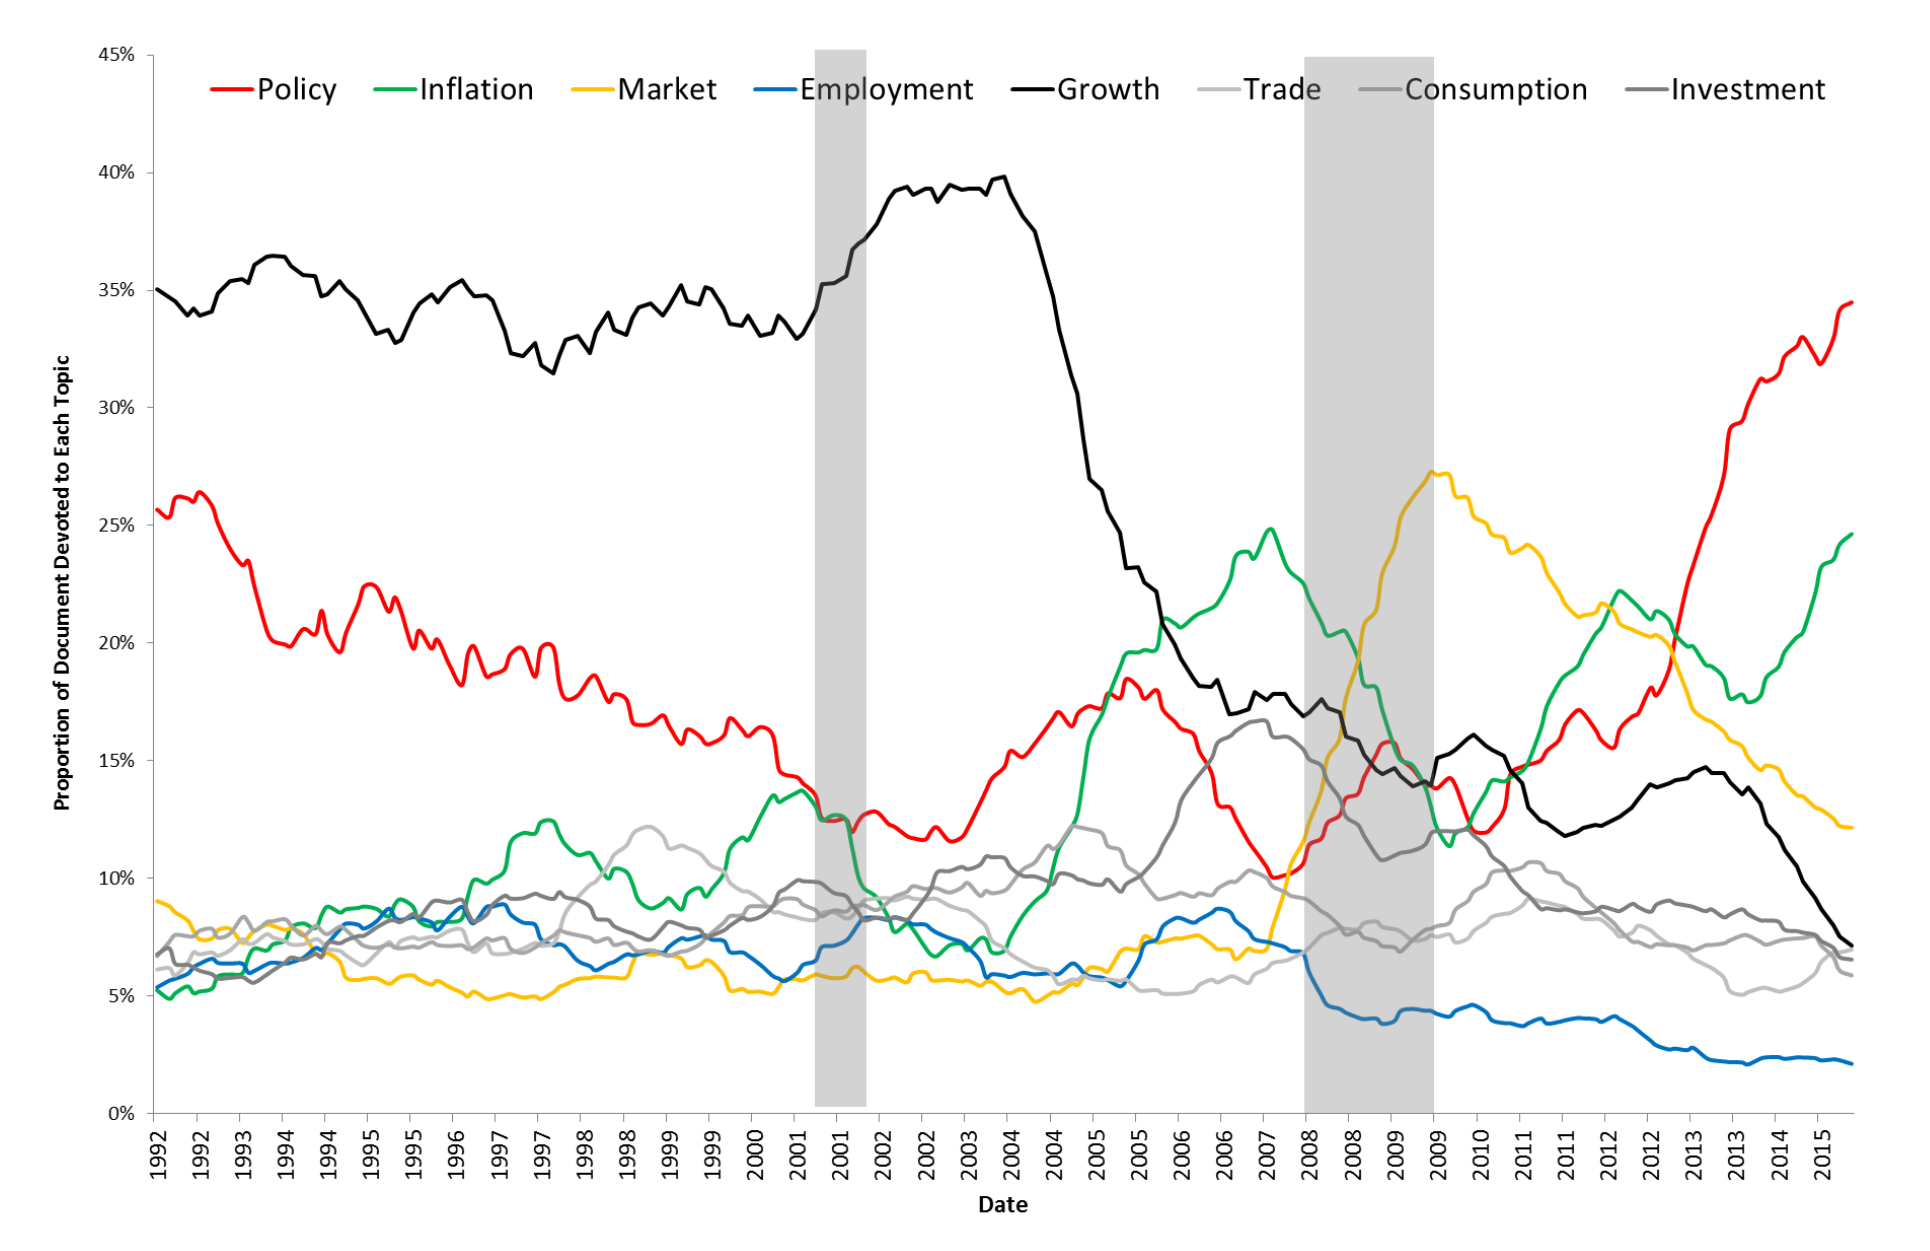 45%
Policy Inflation Market Employment Growth Trade Consumption Investment
40%
35%
30%
25%
20%
15%
10%
5%
0%
Proportion of Document Devoted to Each Topic
1992 1992 1993 1994 1994 1995 1995 1996 1997 1997 1998 1998 1999 1999 2000 2001 2001 2002 2002 2003 2004 2004 2005 2005 2006 2006 2007 2008 2008 2009 2009 2010 2011 2011 2012 2012 2013 2013 2014 2015
Date